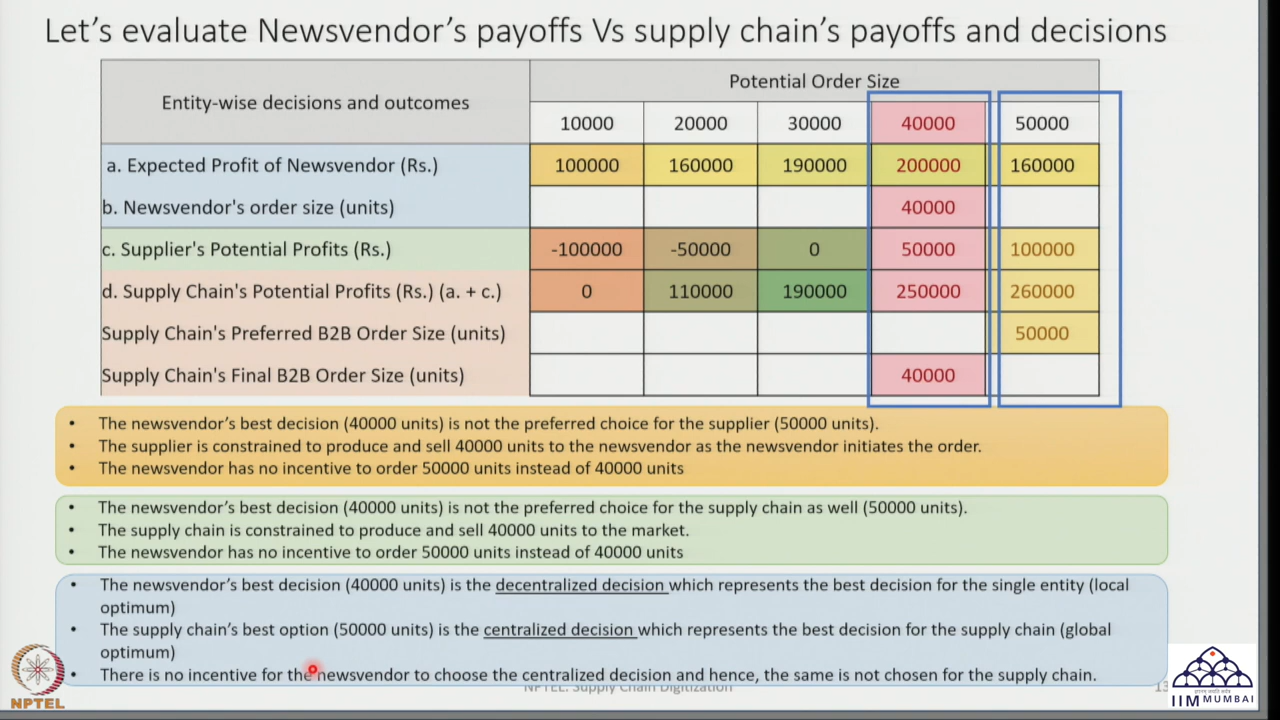 Let's evaluate Newsvendor's payoffs Vs supply chain's payoffs and decisions
Entity-wise decisions and outcomes
Potential Order Size
10000 20000 30000 40000 50000
a. Expected Profit of Newsvendor (Rs.) 100000 160000 190000 200000 160000
b. Newsvendor's order size (units) 40000
c. Supplier's Potential Profits (Rs.) -100000 -50000 0 50000 100000
d. Supply Chain's Potential Profits (Rs.) (a. + c.) 0 110000 190000 250000 260000
Supply Chain's Preferred B2B Order Size (units) 50000
Supply Chain's Final B2B Order Size (units) 40000
• The newsvendor's best decision (40000 units) is not the preferred choice for the supplier (50000 units).
• The supplier is constrained to produce and sell 40000 units to the newsvendor as the newsvendor initiates the order.
• The newsvendor has no incentive to order 50000 units instead of 40000 units
• The newsvendor's best decision (40000 units) is not the preferred choice for the supply chain as well (50000 units).
• The supply chain is constrained to produce and sell 40000 units to the market.
• The newsvendor has no incentive to order 50000 units instead of 40000 units
• The newsvendor's best decision (40000 units) is the decentralized decision which represents the best decision for the single entity (local
optimum)
• The supply chain's best option (50000 units) is the centralized decision which represents the best decision for the supply chain (global
optimum)
• There is no incentive for the newsvendor to choose the centralized decision and hence, the same is not chosen for the supply chain.
NPTEL: Supply Chain Digitization
NPTEL
IIM MUMBAI